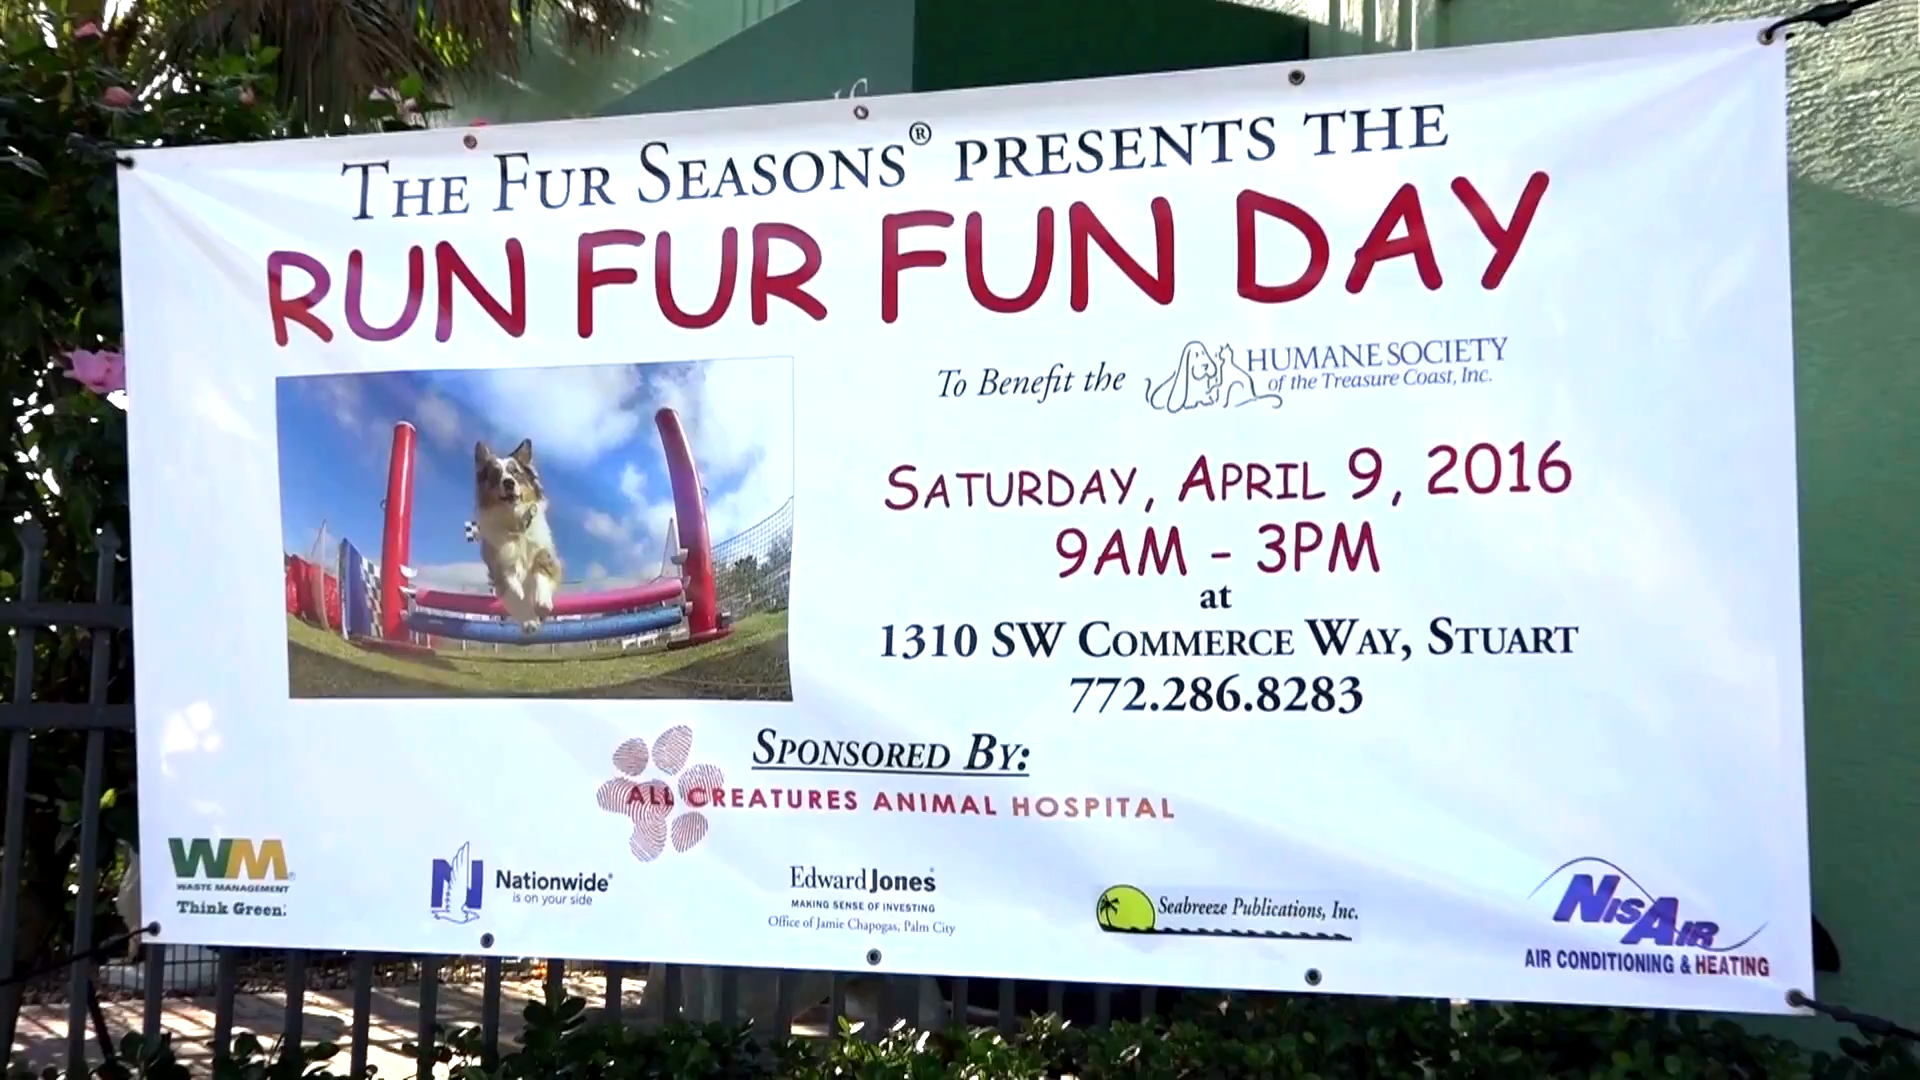 THE FUR SEASONS® PRESENTS THE
RUN FUR FUN DAY
To Benefit the HUMANE SOCIETY
of the Treasure Coast, Inc.
SATURDAY, APRIL 9, 2016
9AM - 3PM
at
1310 SW COMMERCE WAY, STUART
772.286.8283
SPONSORED BY:
ALL CREATURES ANIMAL HOSPITAL
WM
WASTE MANAGEMENT
Think Green.
N Nationwide®
is on your side
Edward Jones
MAKING SENSE OF INVESTING
Office of Jamie Chapogas, Palm City
Seabreeze Publications, Inc.
NISAIR
AIR CONDITIONING & HEATING